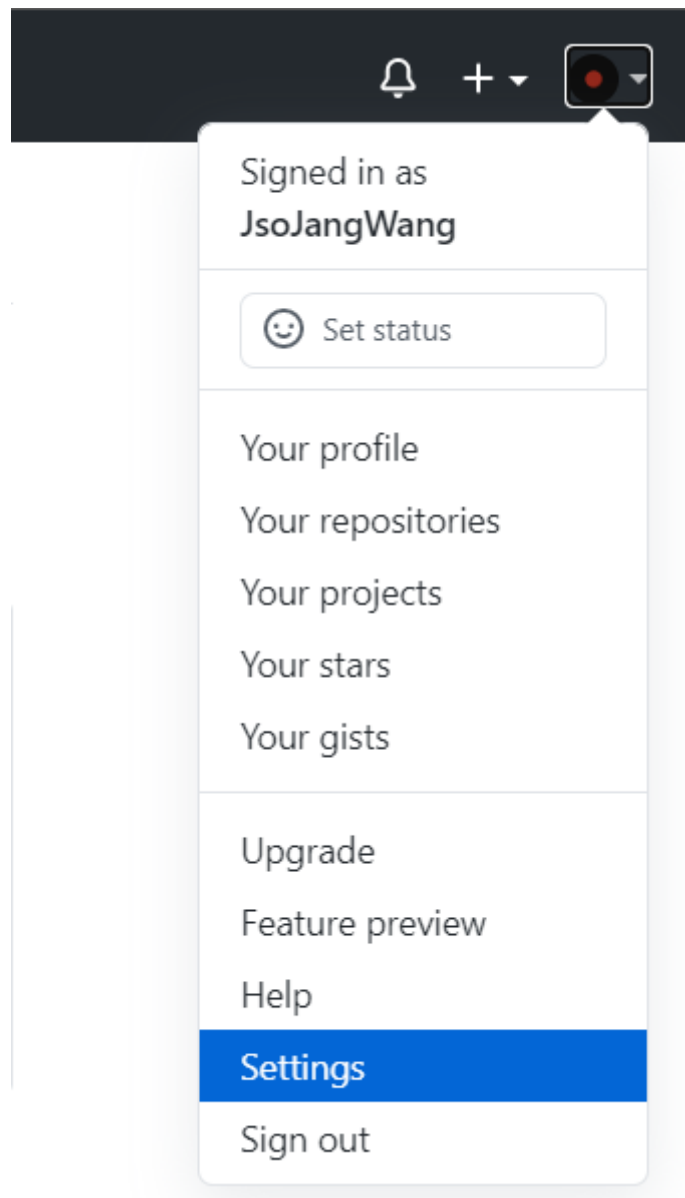 Signed in as
JsoJangWang
Set status
Your profile
Your repositories
Your projects
Your stars
Your gists
Upgrade
Feature preview
Help
Settings
Sign out